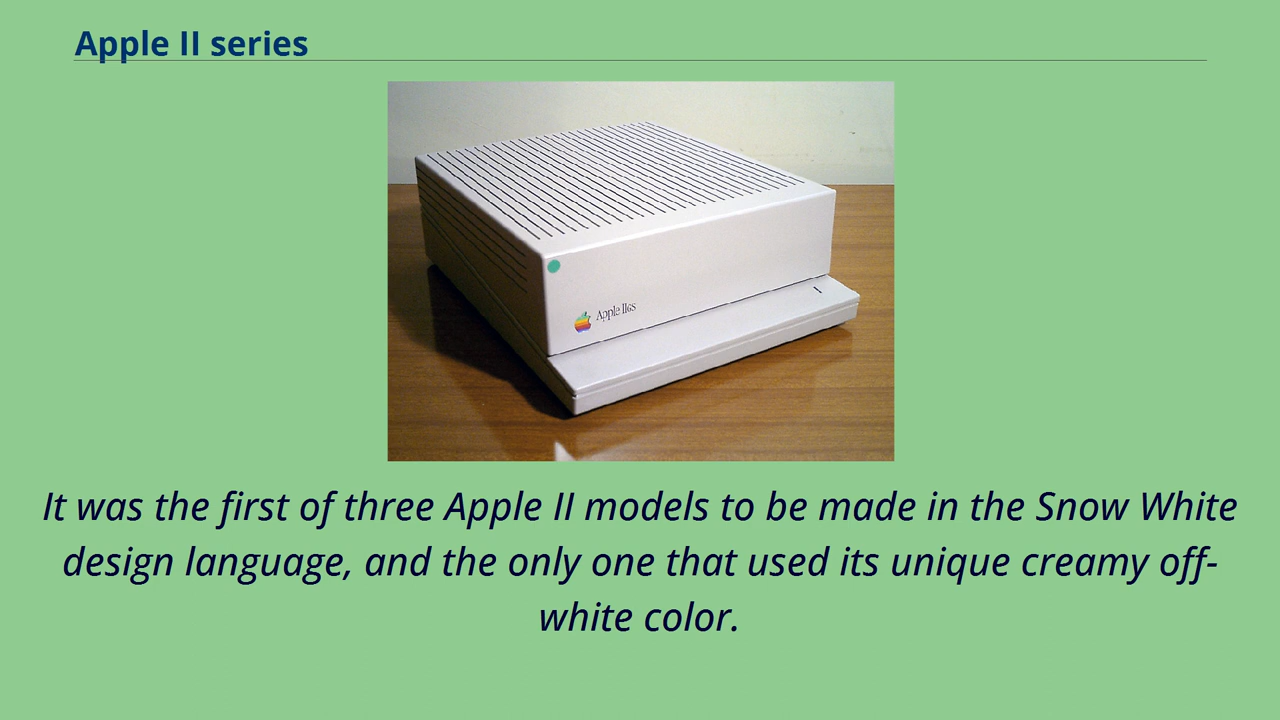 Apple II series
Apple IIGS
It was the first of three Apple II models to be made in the Snow White
design language, and the only one that used its unique creamy off-
white color.